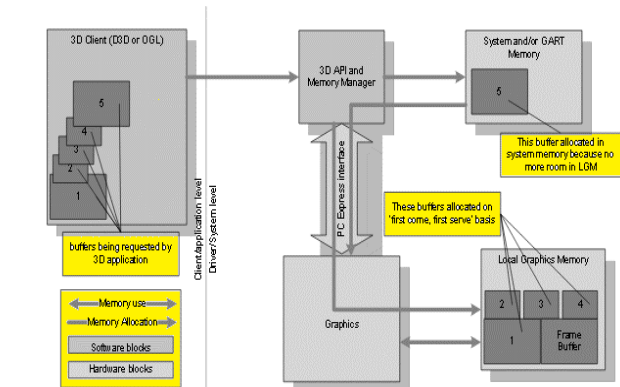 3D Client (D3D or OGL)
5
4
3
2
1
buffers being requested by
3D application
Memory use
Memory Allocation
Software blocks
Hardware blocks
Client/application level
Driver/System level
3D API and
Memory Manager
PC Express interface
Graphics
System and/or GART
Memory
5
This buffer allocated in
system memory because no
more room in LGM
These buffers allocated on
'first come, first serve' basis
Local Graphics Memory
2
3
4
1
Frame
Buffer